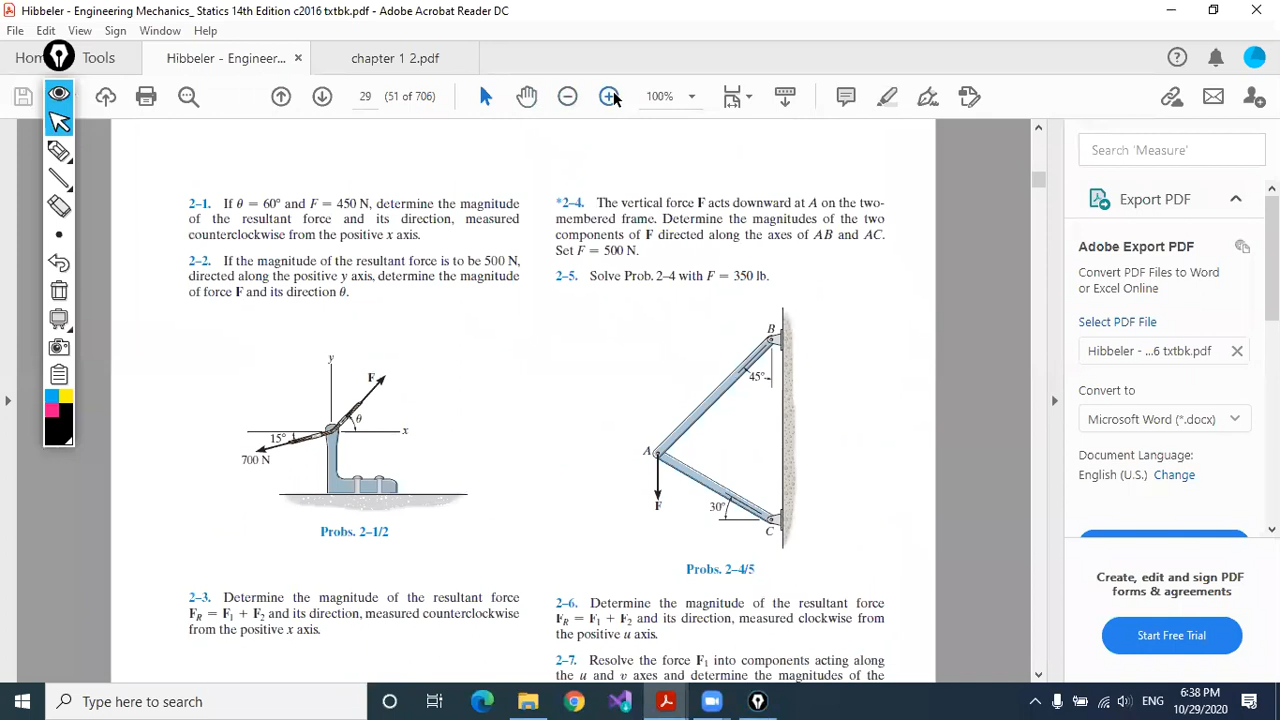 Hibbeler - Engineering Mechanics_ Statics 14th Edition c2016 txtbk.pdf - Adobe Acrobat Reader DC
File Edit View Sign Window Help
Hom Tools Hibbeler - Engineer... chapter 1 2.pdf
29 (51 of 706) 100%
2–1. If θ = 60° and F = 450 N, determine the magnitude
of the resultant force and its direction, measured
counterclockwise from the positive x axis.
2–2. If the magnitude of the resultant force is to be 500 N,
directed along the positive y axis, determine the magnitude
of force F and its direction θ.
y
F
θ
x
15°
700 N
Probs. 2–1/2
2–3. Determine the magnitude of the resultant force
F_R = F₁ + F₂ and its direction, measured counterclockwise
from the positive x axis.
*2–4. The vertical force F acts downward at A on the two-
membered frame. Determine the magnitudes of the two
components of F directed along the axes of AB and AC.
Set F = 500 N.
2–5. Solve Prob. 2–4 with F = 350 lb.
B
45°
A
F
30°
C
Probs. 2–4/5
2–6. Determine the magnitude of the resultant force
F_R = F₁ + F₂ and its direction, measured clockwise from
the positive u axis.
2–7. Resolve the force F₁ into components acting along
the u and v axes and determine the magnitudes of the
Search 'Measure'
Export PDF
Adobe Export PDF
Convert PDF Files to Word
or Excel Online
Select PDF File
Hibbeler - ...6 txtbk.pdf
Convert to
Microsoft Word (*.docx)
Document Language:
English (U.S.) Change
Create, edit and sign PDF
forms & agreements
Start Free Trial
Type here to search
ENG
6:38 PM
10/29/2020